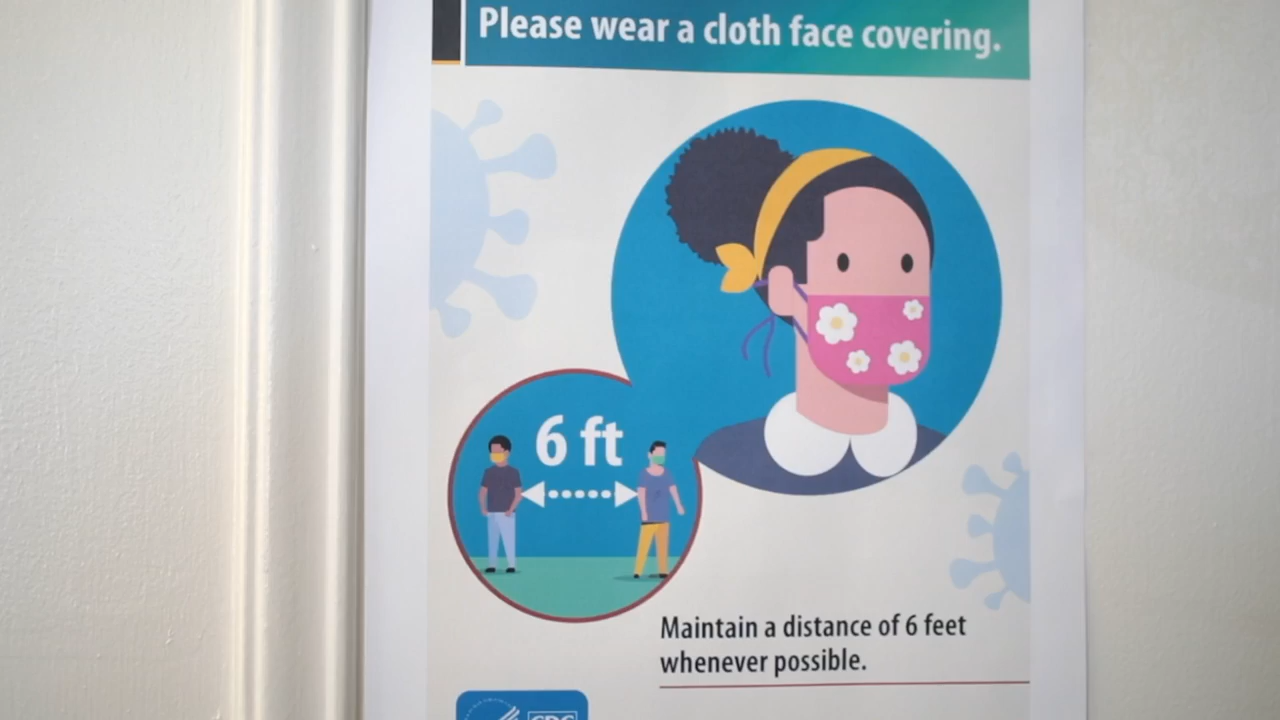 Please wear a cloth face covering.
6 ft
Maintain a distance of 6 feet
whenever possible.
CDC